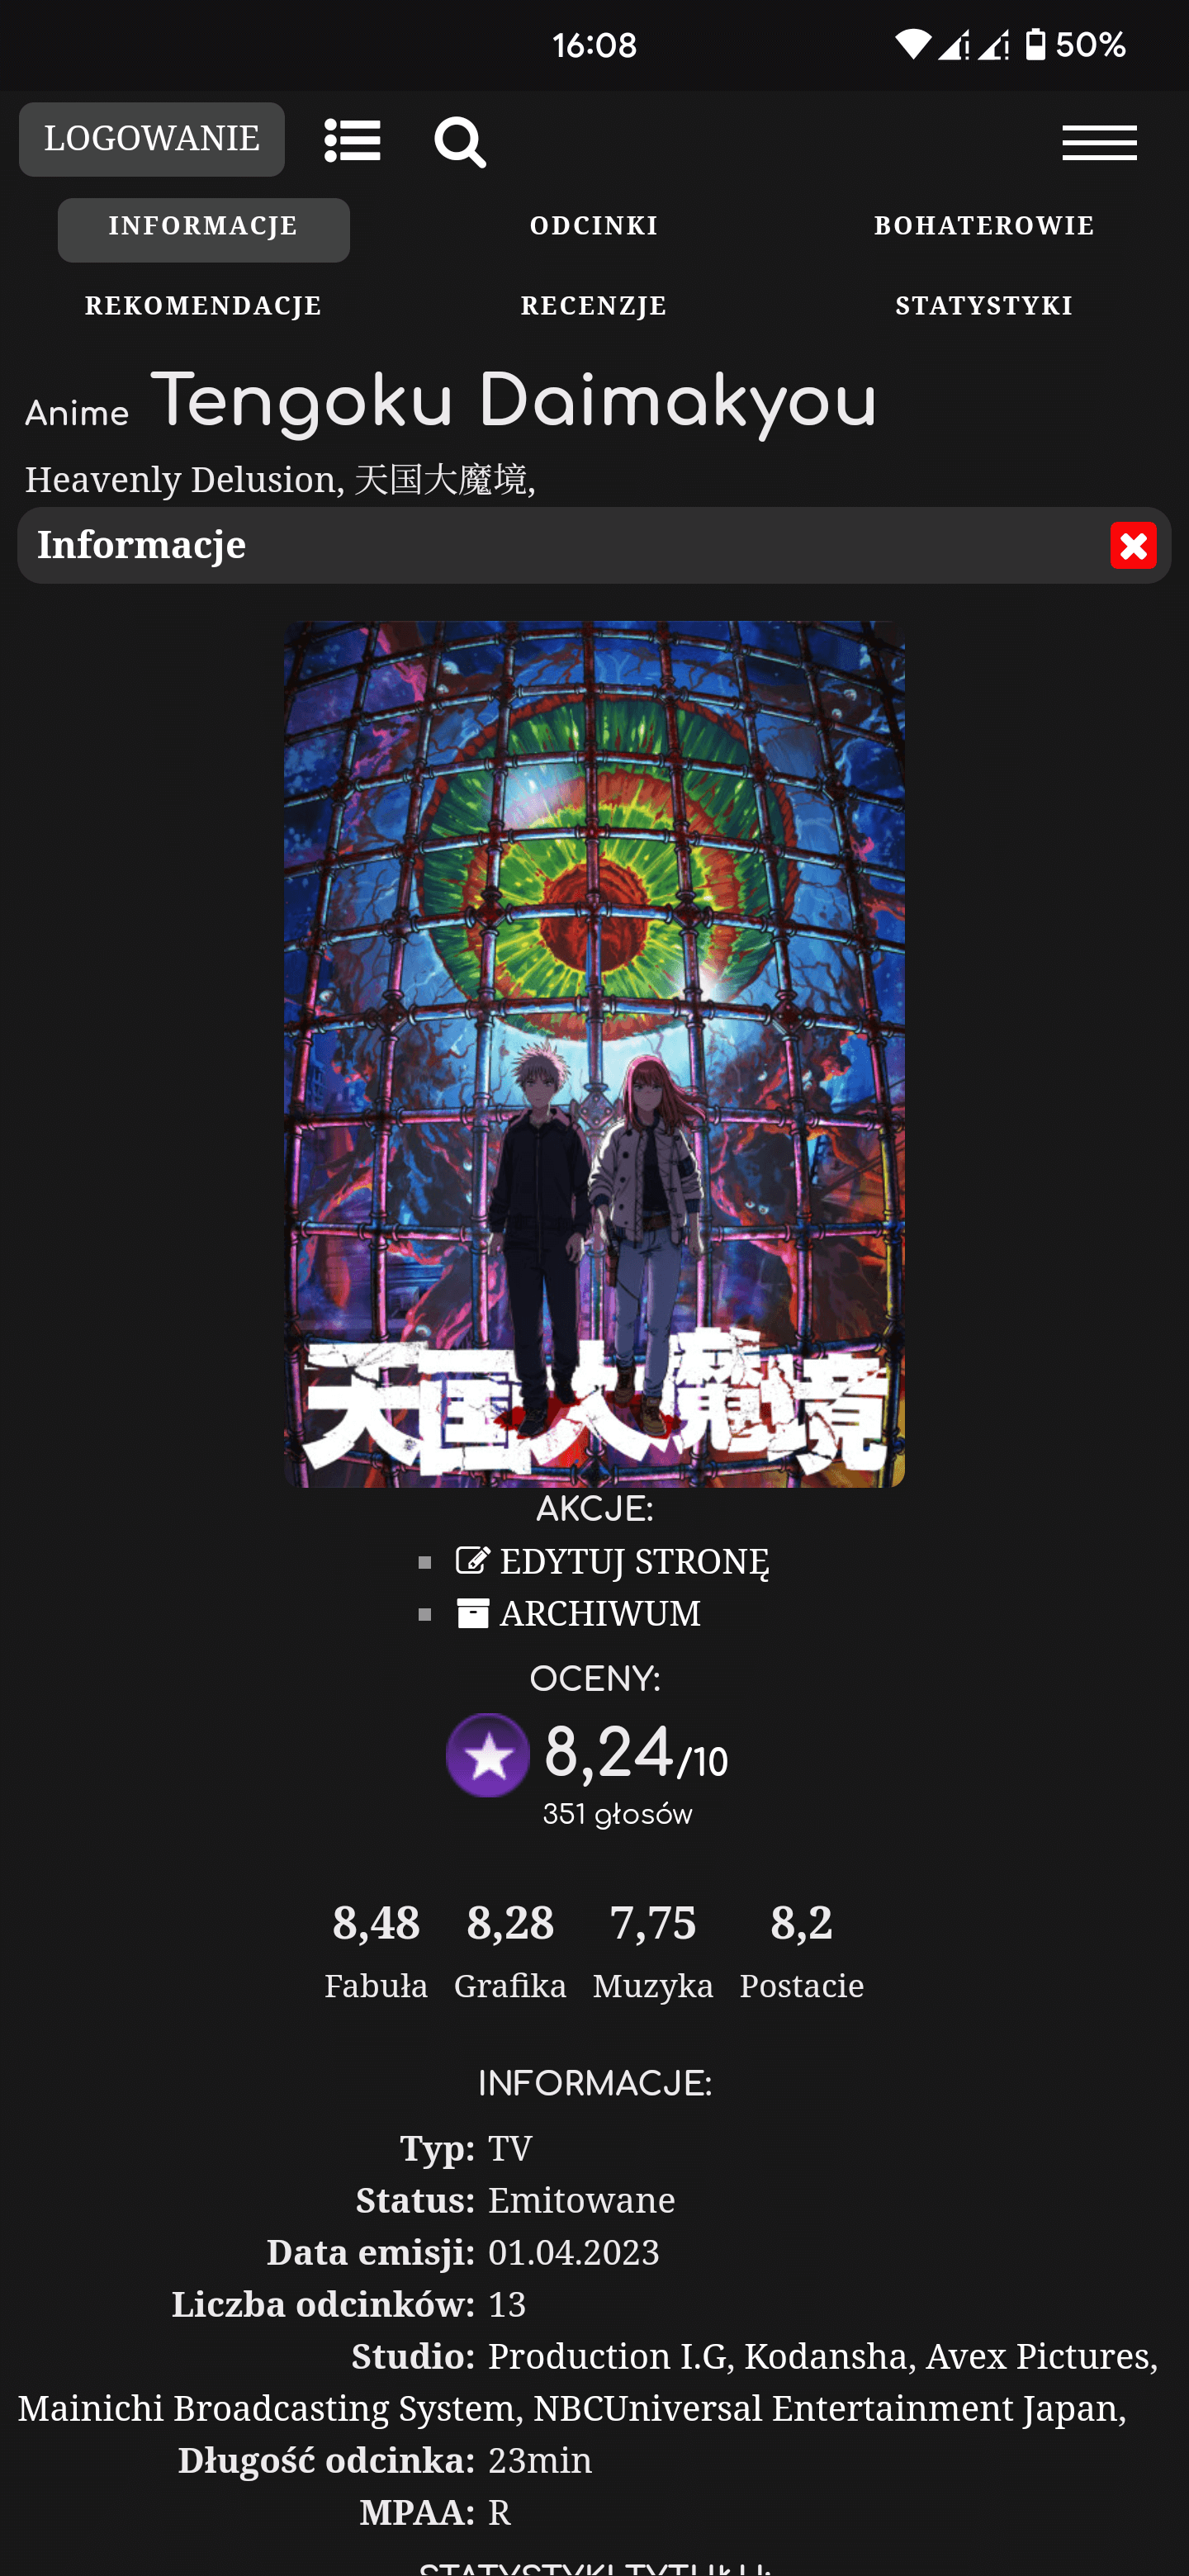 16:08 50%
LOGOWANIE
INFORMACJE ODCINKI BOHATEROWIE
REKOMENDACJE RECENZJE STATYSTYKI
Anime Tengoku Daimakyou
Heavenly Delusion, 天国大魔境,
Informacje
天国大魔境
AKCJE:
EDYTUJ STRONĘ
ARCHIWUM
OCENY:
8,24/10
351 głosów
8,48 8,28 7,75 8,2
Fabuła Grafika Muzyka Postacie
INFORMACJE:
Typ: TV
Status: Emitowane
Data emisji: 01.04.2023
Liczba odcinków: 13
Studio: Production I.G, Kodansha, Avex Pictures,
Mainichi Broadcasting System, NBCUniversal Entertainment Japan,
Długość odcinka: 23min
MPAA: R
STATYSTYKI TYTUŁU: